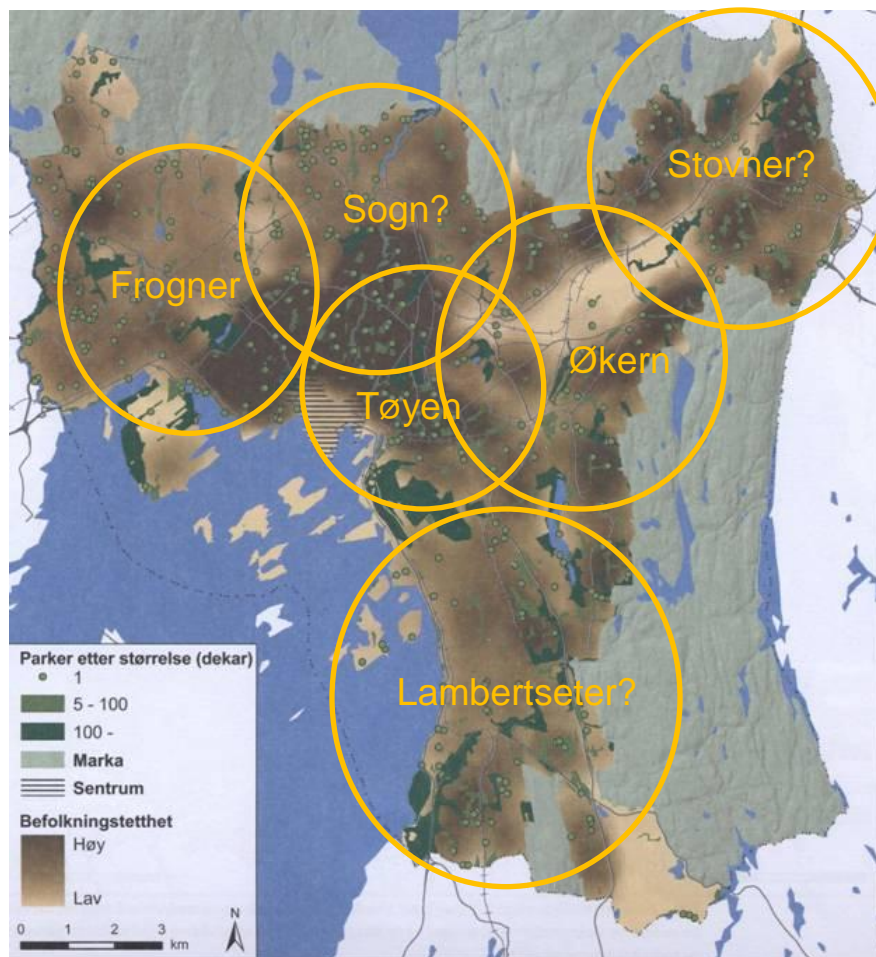 Stovner?
Sogn?
Frogner
Økern
Tøyen
Lambertseter?
Parker etter størrelse (dekar)
1
5 - 100
100 -
Marka
Sentrum
Befolkningstetthet
Høy
Lav
N
0 1 2 3
km